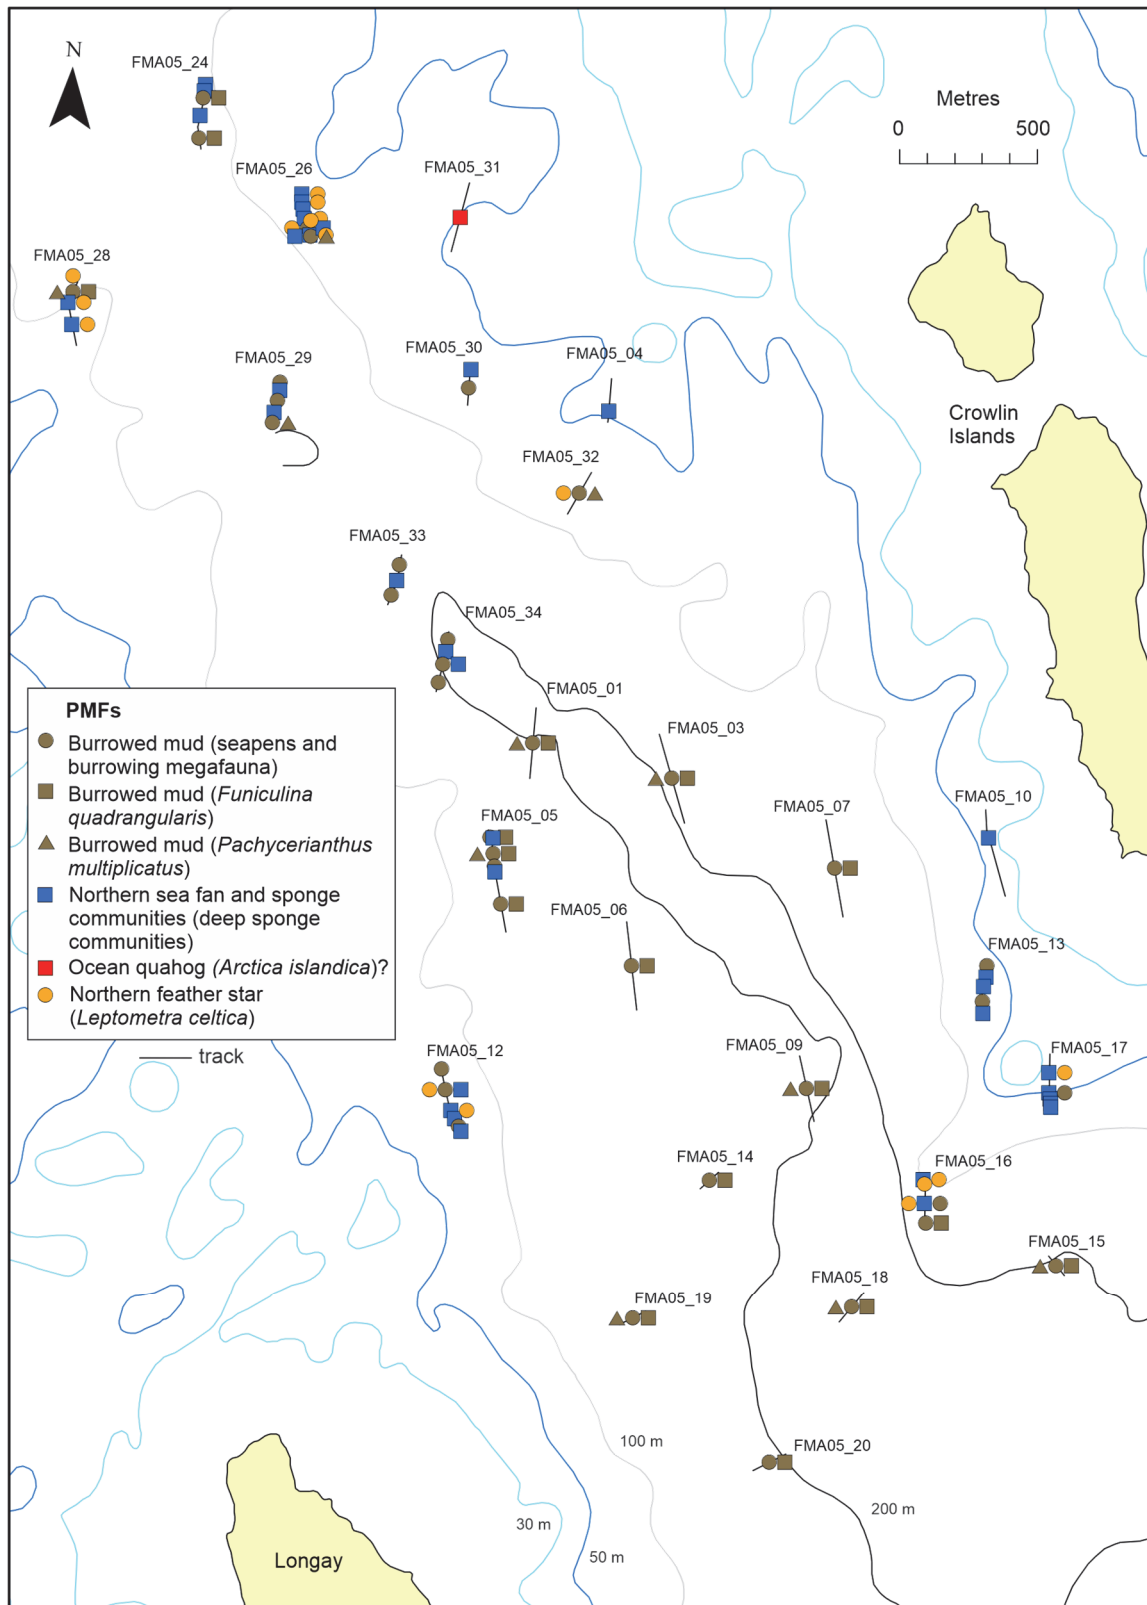 N
FMA05_24
Metres
0 500
FMA05_26
FMA05_31
FMA05_28
FMA05_30
FMA05_04
FMA05_29
Crowlin
Islands
FMA05_32
FMA05_33
FMA05_34
FMA05_01
FMA05_03
PMFs
Burrowed mud (seapens and
burrowing megafauna)
Burrowed mud (Funiculina
quadrangularis)
Burrowed mud (Pachycerianthus
multiplicatus)
Northern sea fan and sponge
communities (deep sponge
communities)
Ocean quahog (Arctica islandica)?
Northern feather star
(Leptometra celtica)
track
FMA05_05
FMA05_07
FMA05_10
FMA05_06
FMA05_13
FMA05_12
FMA05_09
FMA05_17
FMA05_14
FMA05_16
FMA05_15
FMA05_18
FMA05_19
100 m
FMA05_20
200 m
30 m
50 m
Longay